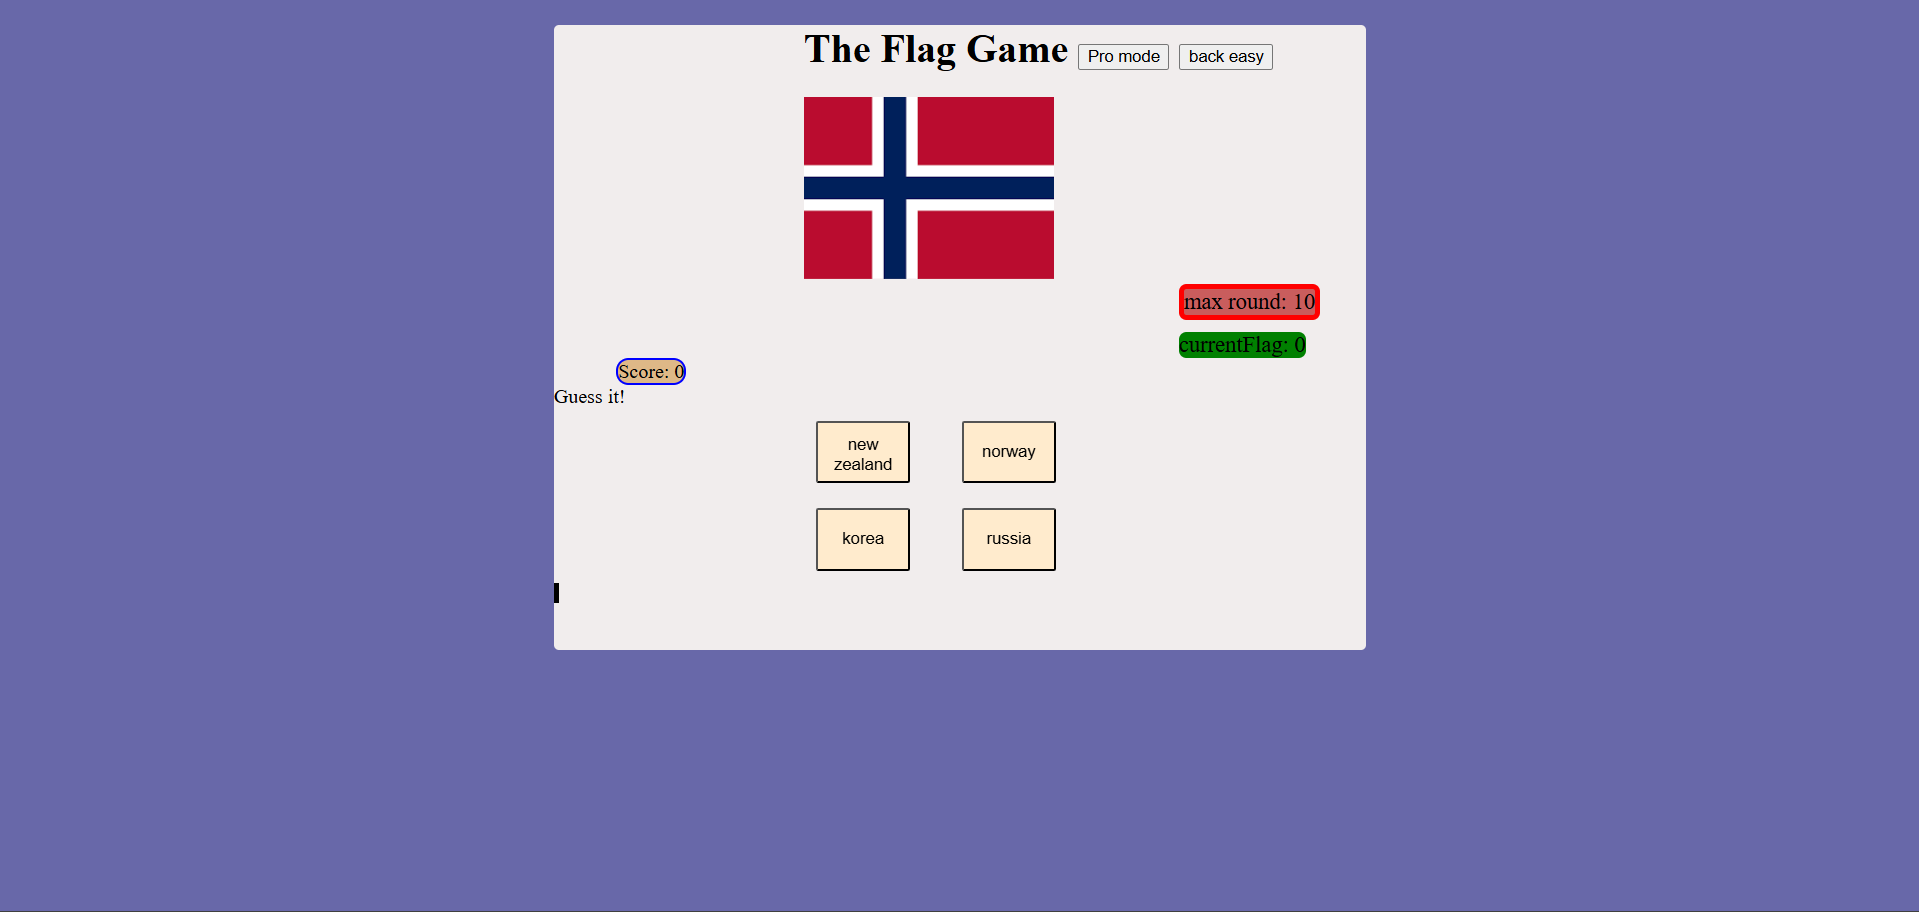 The Flag Game Pro mode back easy
max round: 10
currentFlag: 0
Score: 0
Guess it!
new
zealand
norway
korea
russia